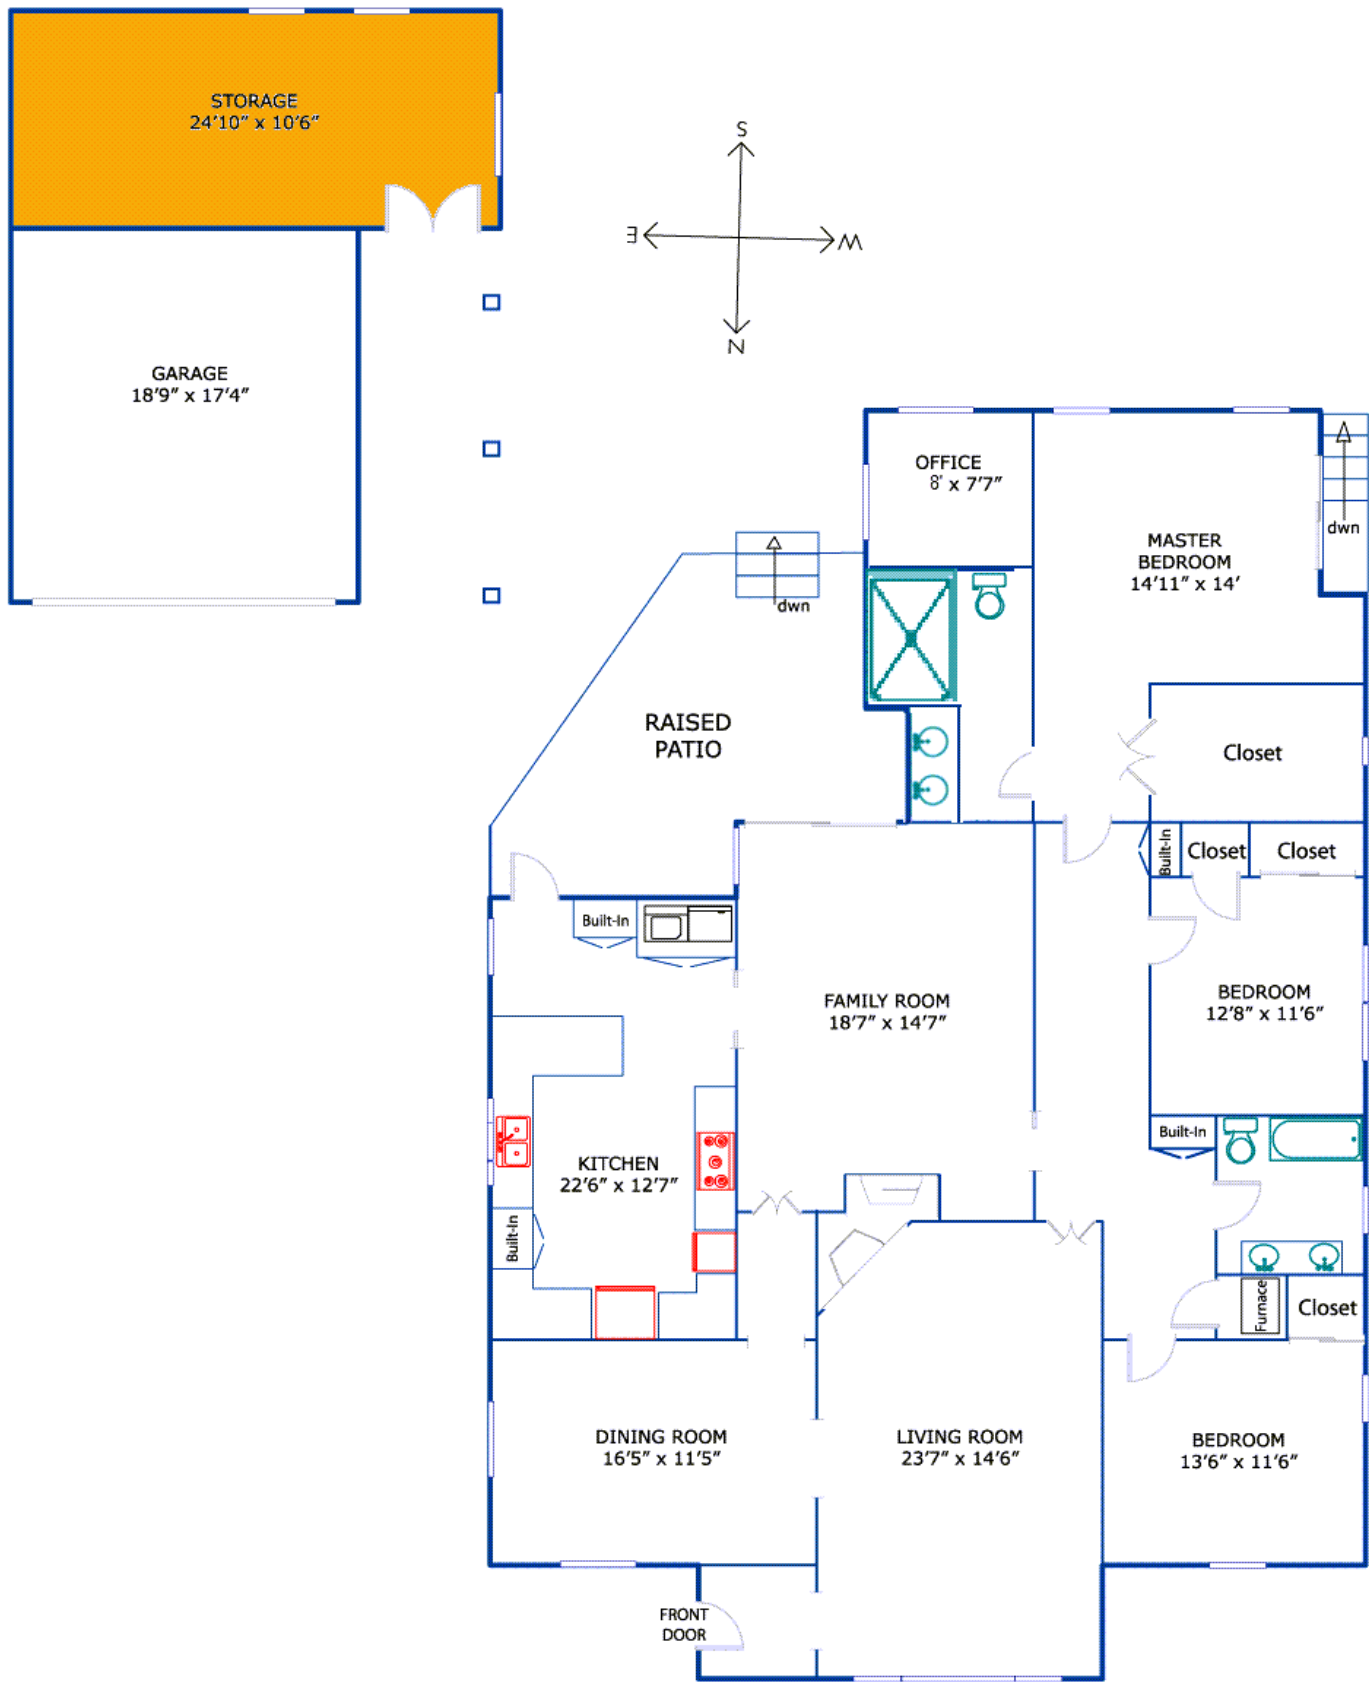 STORAGE
24'10" x 10'6"
S
E
W
N
GARAGE
18'9" x 17'4"
OFFICE
8' x 7'7"
dwn
MASTER
BEDROOM
14'11" x 14'
dwn
RAISED
PATIO
Closet
Built-In
Closet
Closet
Built-In
BEDROOM
12'8" x 11'6"
FAMILY ROOM
18'7" x 14'7"
Built-In
KITCHEN
22'6" x 12'7"
Built-In
Furnace
Closet
DINING ROOM
16'5" x 11'5"
LIVING ROOM
23'7" x 14'6"
BEDROOM
13'6" x 11'6"
FRONT
DOOR